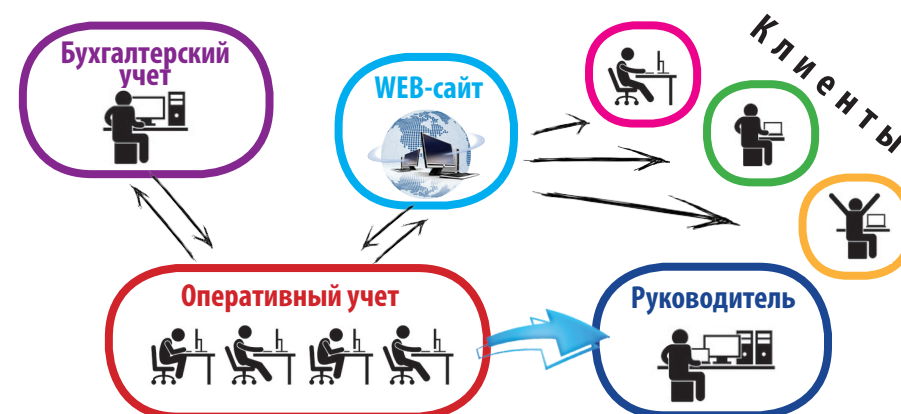 Бухгалтерский
учет
WEB-сайт
Клиенты
Оперативный учет
Руководитель